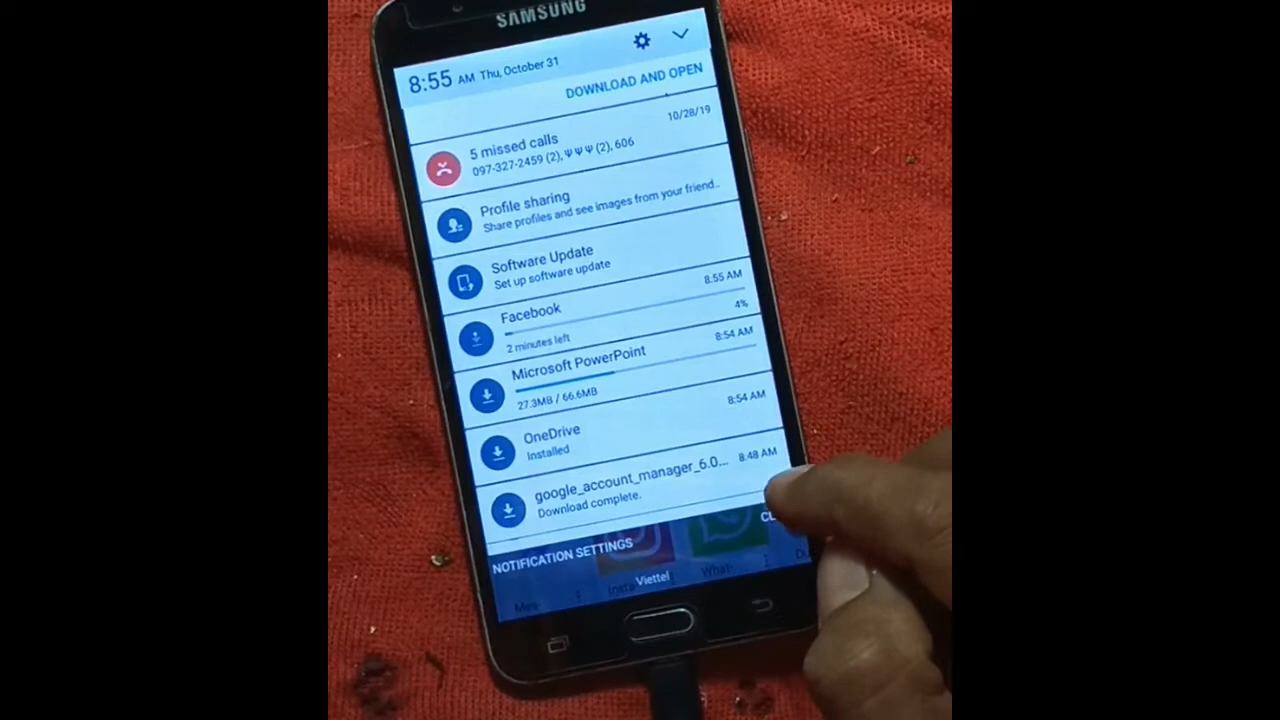 SAMSUNG
8:55 AM Thu, October 31
DOWNLOAD AND OPEN
5 missed calls
10/28/19
097-327-2459 (2), ψ ψ ψ (2), 606
Profile sharing
Share profiles and see images from your friend..
Software Update
Set up software update
Facebook
8:55 AM
2 minutes left
4%
Microsoft PowerPoint
8:54 AM
27.3MB / 66.6MB
OneDrive
8:54 AM
Installed
google_account_manager_6.0...
8:48 AM
Download complete.
NOTIFICATION SETTINGS
Viettel